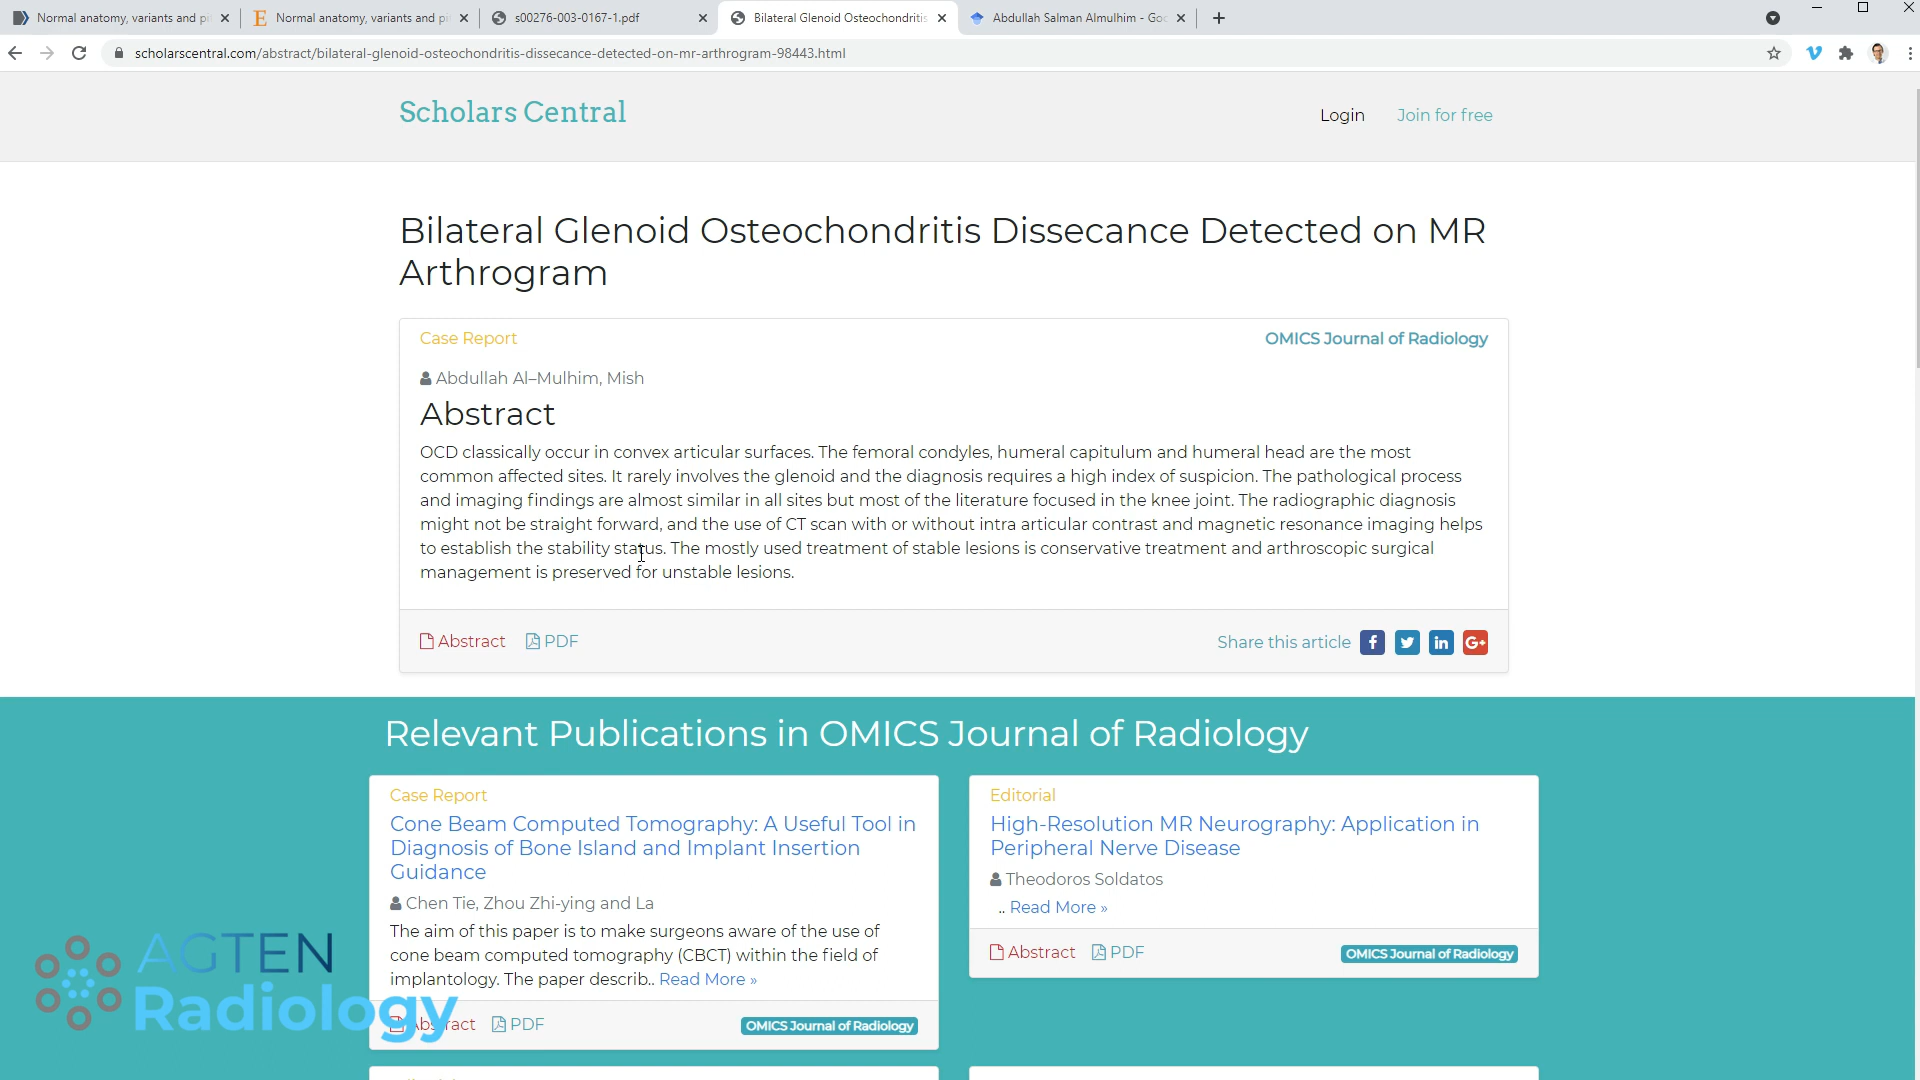 Normal anatomy, variants and pi
Normal anatomy, variants and pi
s00276-003-0167-1.pdf
Bilateral Glenoid Osteochondritis
Abdullah Salman Almulhim - Goo
scholarscentral.com/abstract/bilateral-glenoid-osteochondritis-dissecance-detected-on-mr-arthrogram-98443.html
Scholars Central
Login
Join for free
Bilateral Glenoid Osteochondritis Dissecance Detected on MR
Arthrogram
Case Report
OMICS Journal of Radiology
Abdullah Al–Mulhim, Mish
Abstract
OCD classically occur in convex articular surfaces. The femoral condyles, humeral capitulum and humeral head are the most
common affected sites. It rarely involves the glenoid and the diagnosis requires a high index of suspicion. The pathological process
and imaging findings are almost similar in all sites but most of the literature focused in the knee joint. The radiographic diagnosis
might not be straight forward, and the use of CT scan with or without intra articular contrast and magnetic resonance imaging helps
to establish the stability status. The mostly used treatment of stable lesions is conservative treatment and arthroscopic surgical
management is preserved for unstable lesions.
Abstract
PDF
Share this article
Relevant Publications in OMICS Journal of Radiology
Case Report
Cone Beam Computed Tomography: A Useful Tool in
Diagnosis of Bone Island and Implant Insertion
Guidance
Chen Tie, Zhou Zhi-ying and La
The aim of this paper is to make surgeons aware of the use of
cone beam computed tomography (CBCT) within the field of
implantology. The paper describ.. Read More »
Abstract
PDF
OMICS Journal of Radiology
Editorial
High-Resolution MR Neurography: Application in
Peripheral Nerve Disease
Theodoros Soldatos
.. Read More »
Abstract
PDF
OMICS Journal of Radiology
AGTEN
Radiology